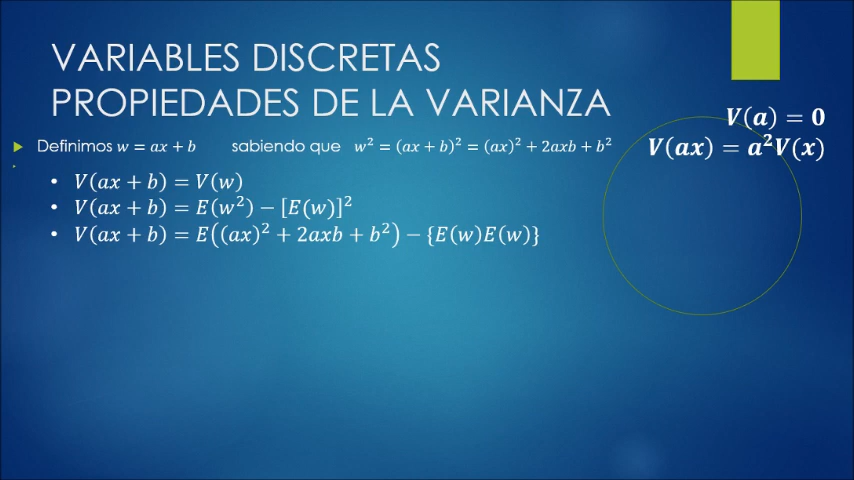 VARIABLES DISCRETAS
PROPIEDADES DE LA VARIANZA
V(a) = 0
V(ax) = a²V(x)
Definimos w = ax + b sabiendo que w² = (ax + b)² = (ax)² + 2axb + b²
• V(ax + b) = V(w)
• V(ax + b) = E(w²) − [E(w)]²
• V(ax + b) = E((ax)² + 2axb + b²) − {E(w)E(w)}